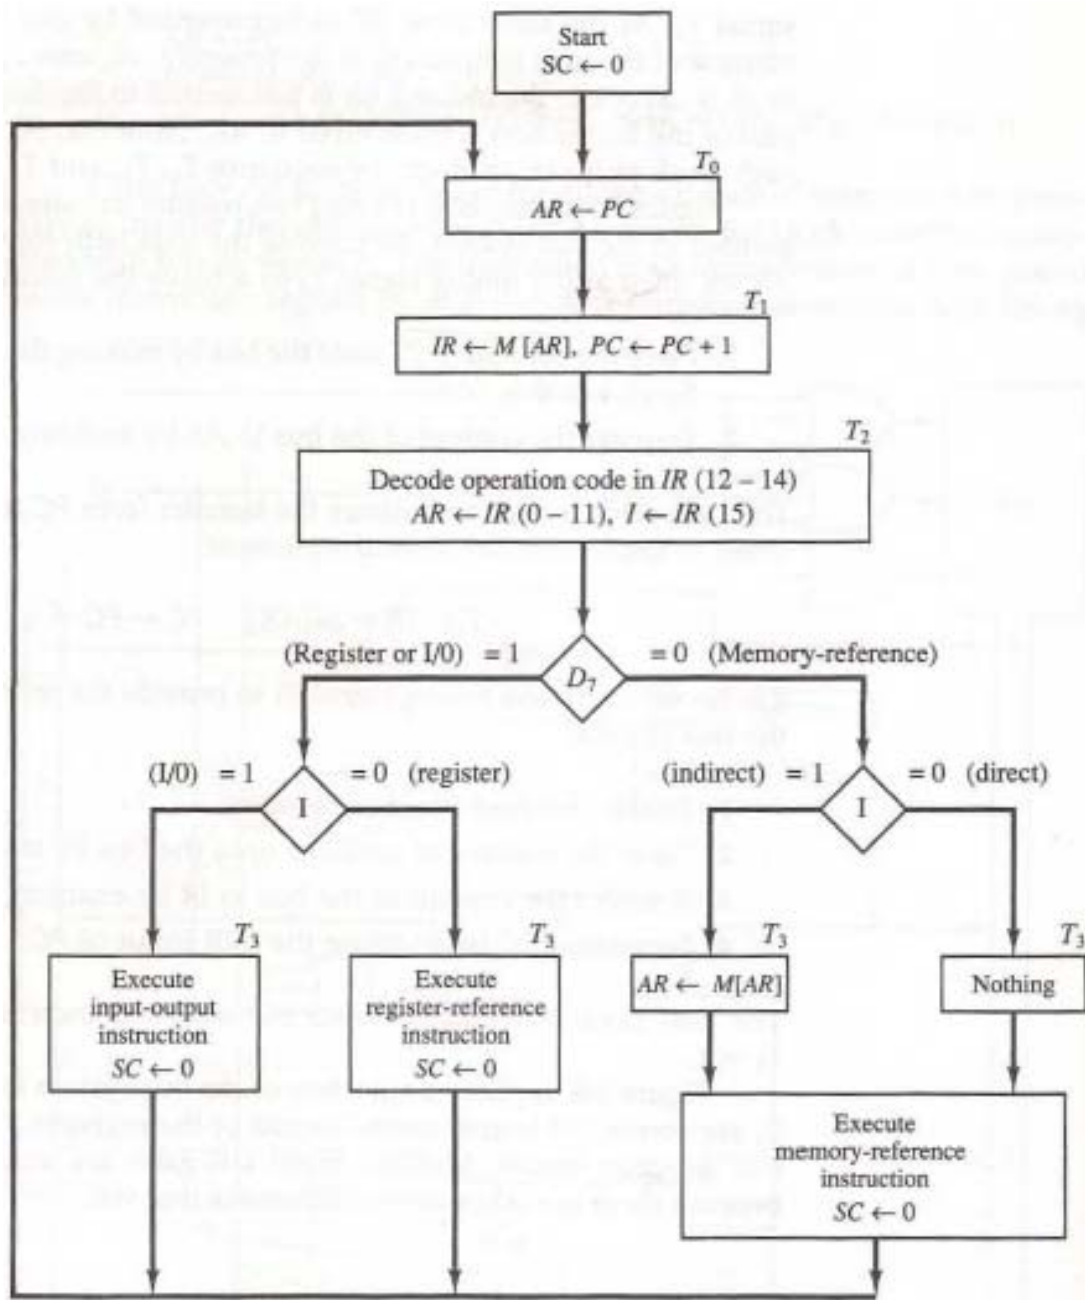 Start
SC ← 0
T0
AR ← PC
T1
IR ← M [AR], PC ← PC + 1
T2
Decode operation code in IR (12 – 14)
AR ← IR (0 – 11), I ← IR (15)
(Register or I/0) = 1
D7
= 0 (Memory-reference)
(I/0) = 1
I
= 0 (register)
(indirect) = 1
I
= 0 (direct)
T3
Execute
input-output
instruction
SC ← 0
T3
Execute
register-reference
instruction
SC ← 0
T3
AR ← M[AR]
T3
Nothing
Execute
memory-reference
instruction
SC ← 0